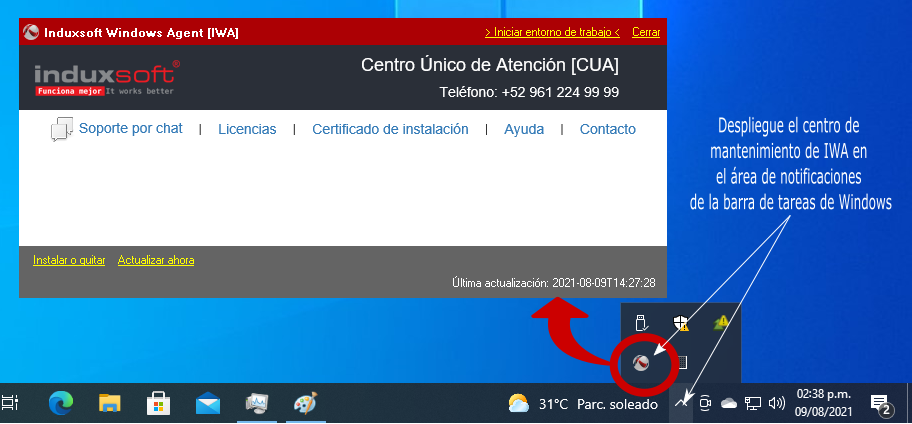 Induxsoft Windows Agent [IWA]
> Iniciar entorno de trabajo <
Cerrar
induxsoft®
Funciona mejor It works better
Centro Único de Atención [CUA]
Teléfono: +52 961 224 99 99
Soporte por chat | Licencias | Certificado de instalación | Ayuda | Contacto
Despliegue el centro de
mantenimiento de IWA en
el área de notificaciones
de la barra de tareas de Windows
Instalar o quitar
Actualizar ahora
Última actualización: 2021-08-09T14:27:28
31°C Parc. soleado
02:38 p.m.
09/08/2021
2